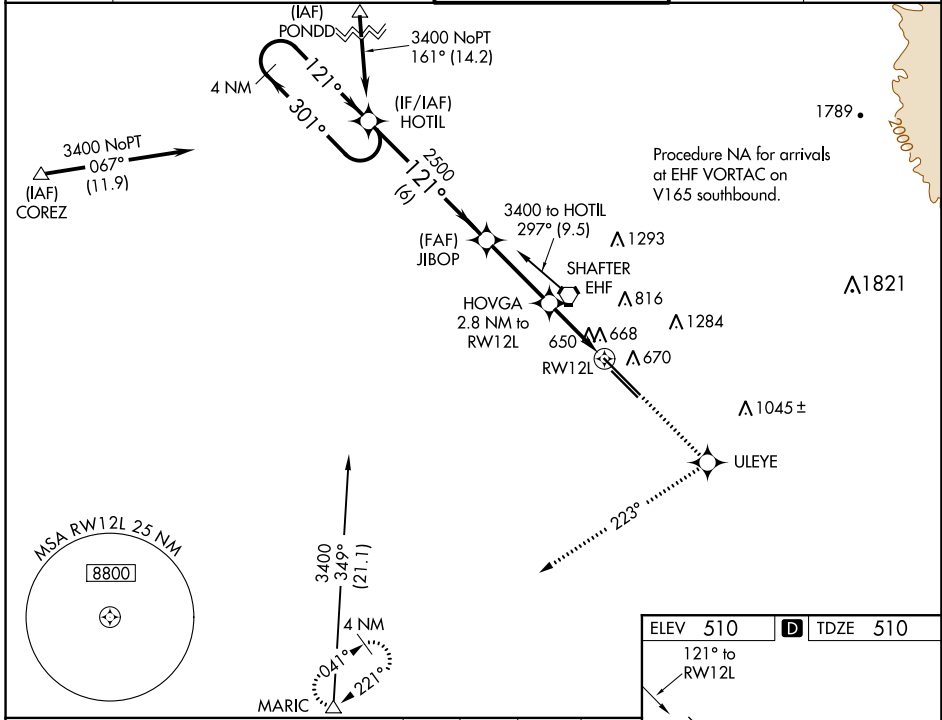 (IAF)
PONDD
3400 NoPT
161° (14.2)
4 NM
121°
301°
(IF/IAF)
HOTIL
1789
2000
3400 NoPT
067°
(11.9)
(IAF)
COREZ
Procedure NA for arrivals
at EHF VORTAC on
V165 southbound.
2500
121°
(6)
3400 to HOTIL
297° (9.5)
(FAF)
JIBOP
1293
SHAFTER
EHF
1821
816
HOVGA
2.8 NM to
RW12L
1284
650
668
RW12L
670
1045 ±
ULEYE
223°
MSA RW12L 25 NM
8800
3400
349°
(21.1)
4 NM
041°
221°
MARIC
ELEV 510
D
TDZE 510
121° to
RW12L